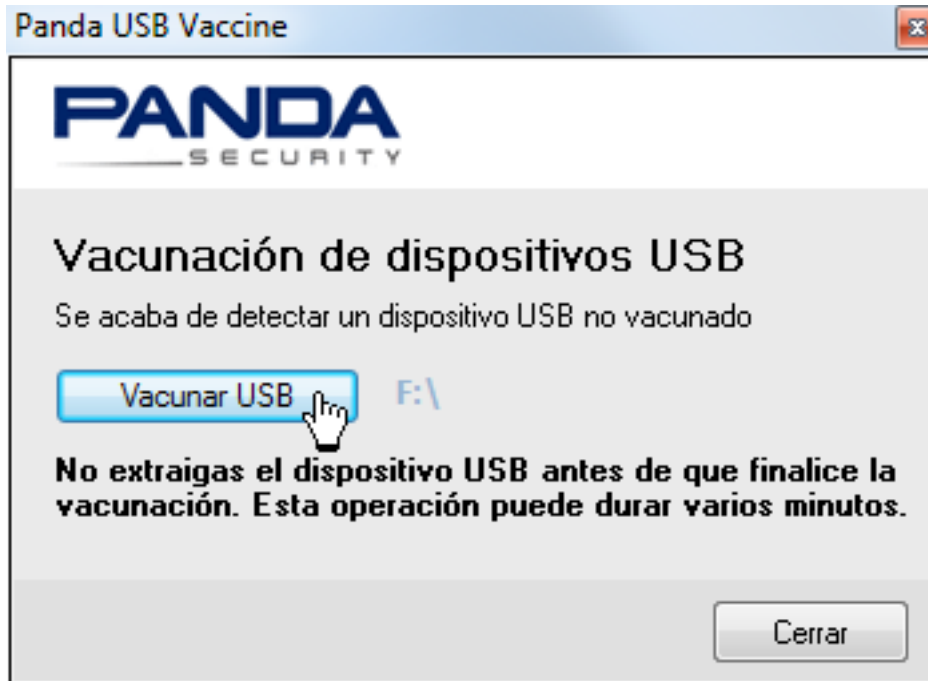 Panda USB Vaccine
PANDA
SECURITY
Vacunación de dispositivos USB
Se acaba de detectar un dispositivo USB no vacunado
Vacunar USB F:\
No extraigas el dispositivo USB antes de que finalice la
vacunación. Esta operación puede durar varios minutos.
Cerrar